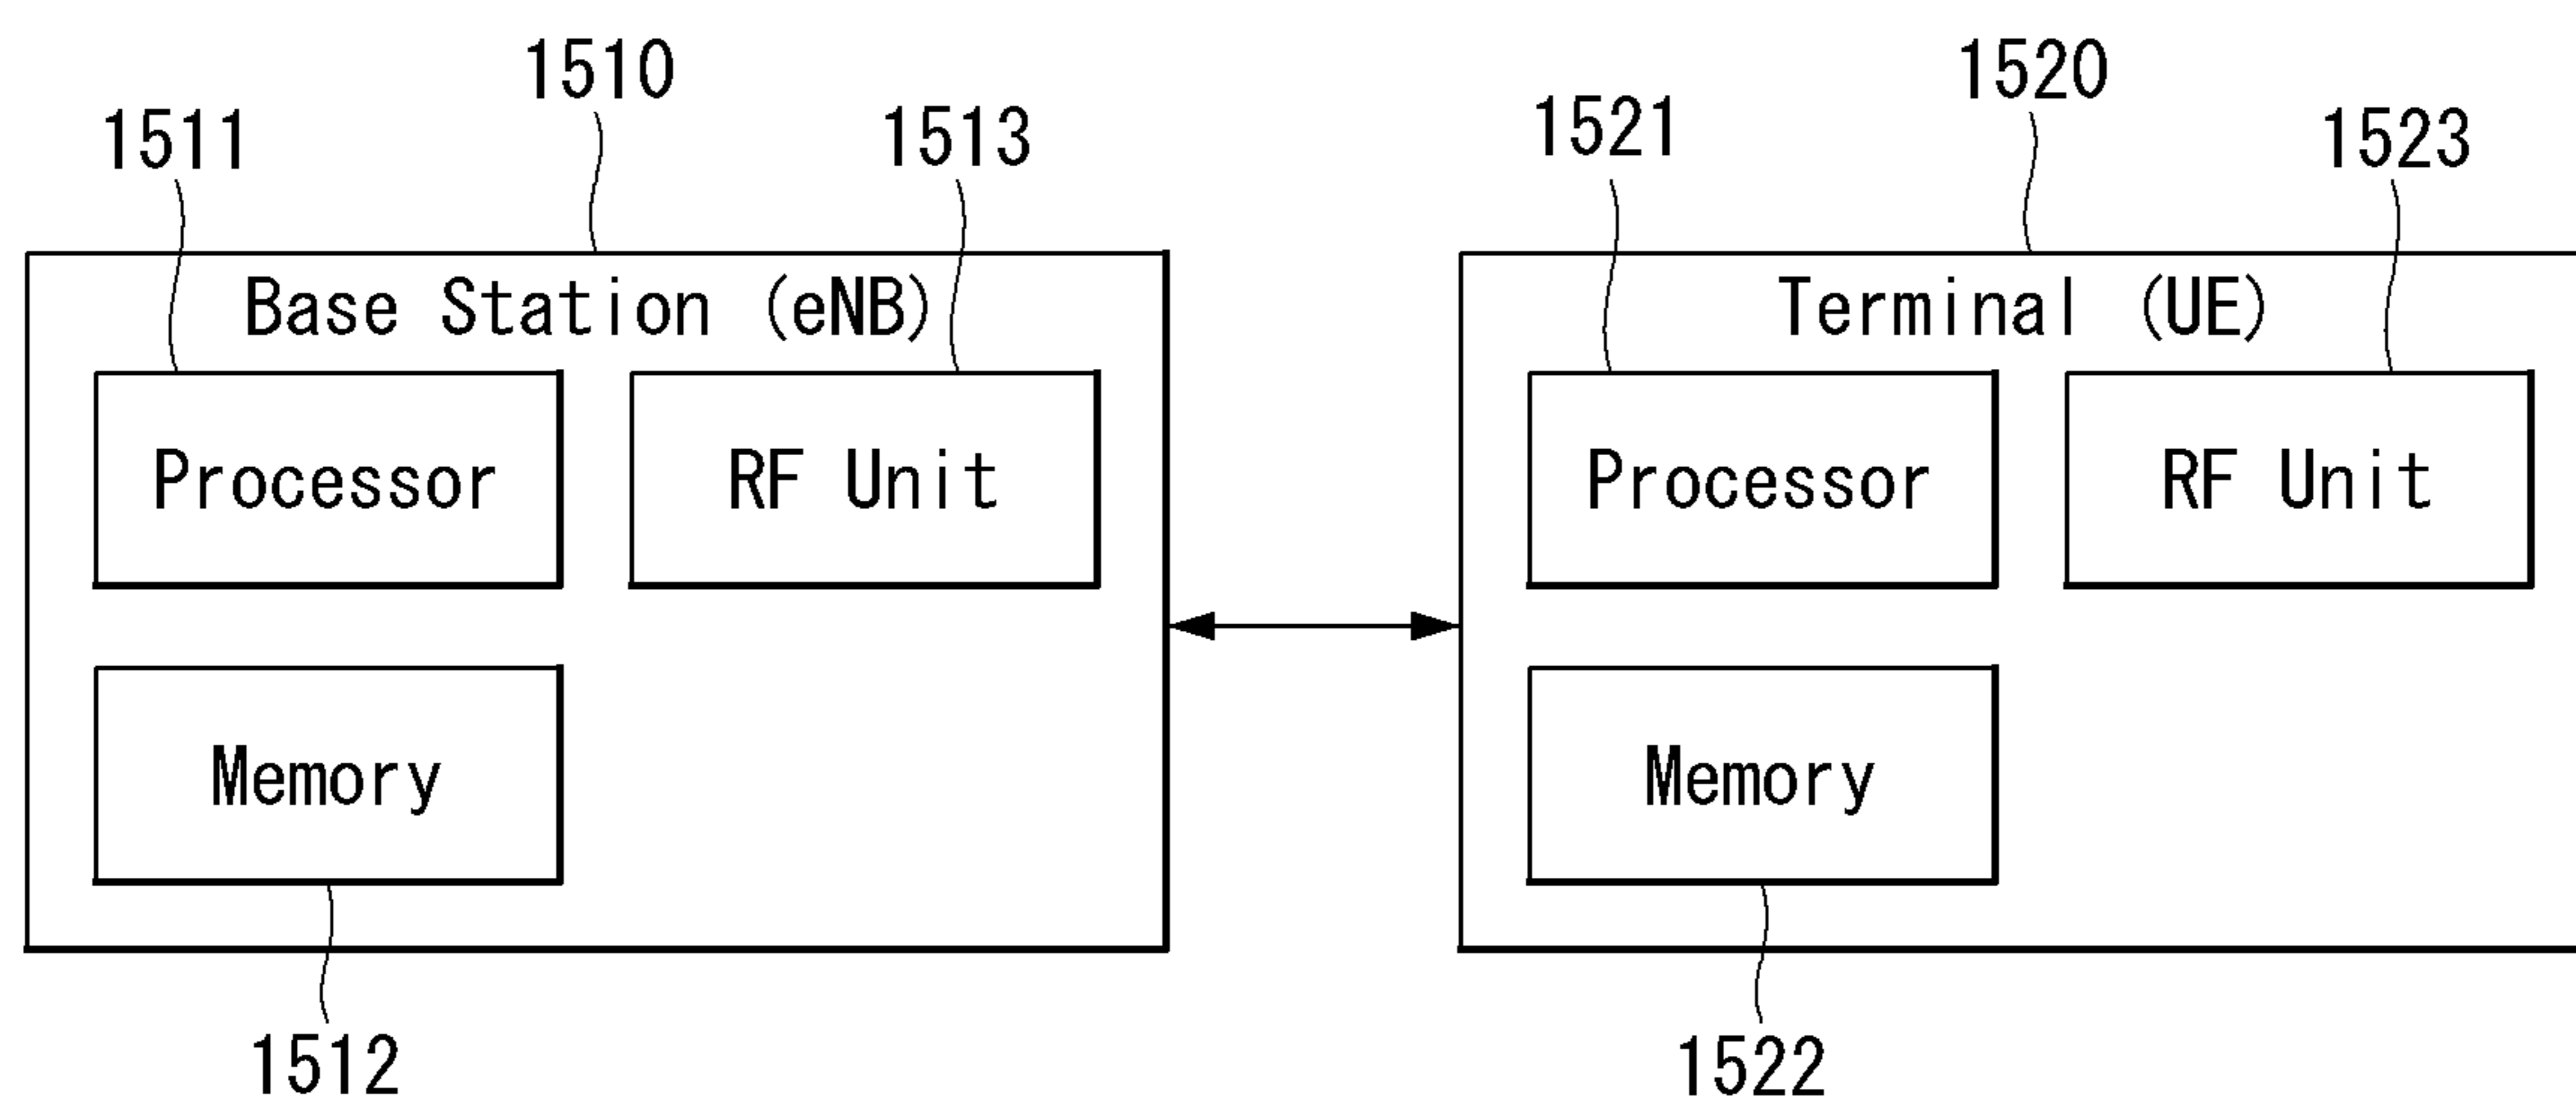 1510
1520
1511
1513
1521
1523
Base Station (eNB)
Terminal (UE)
Processor
RF Unit
Processor
RF Unit
Memory
Memory
1512
1522